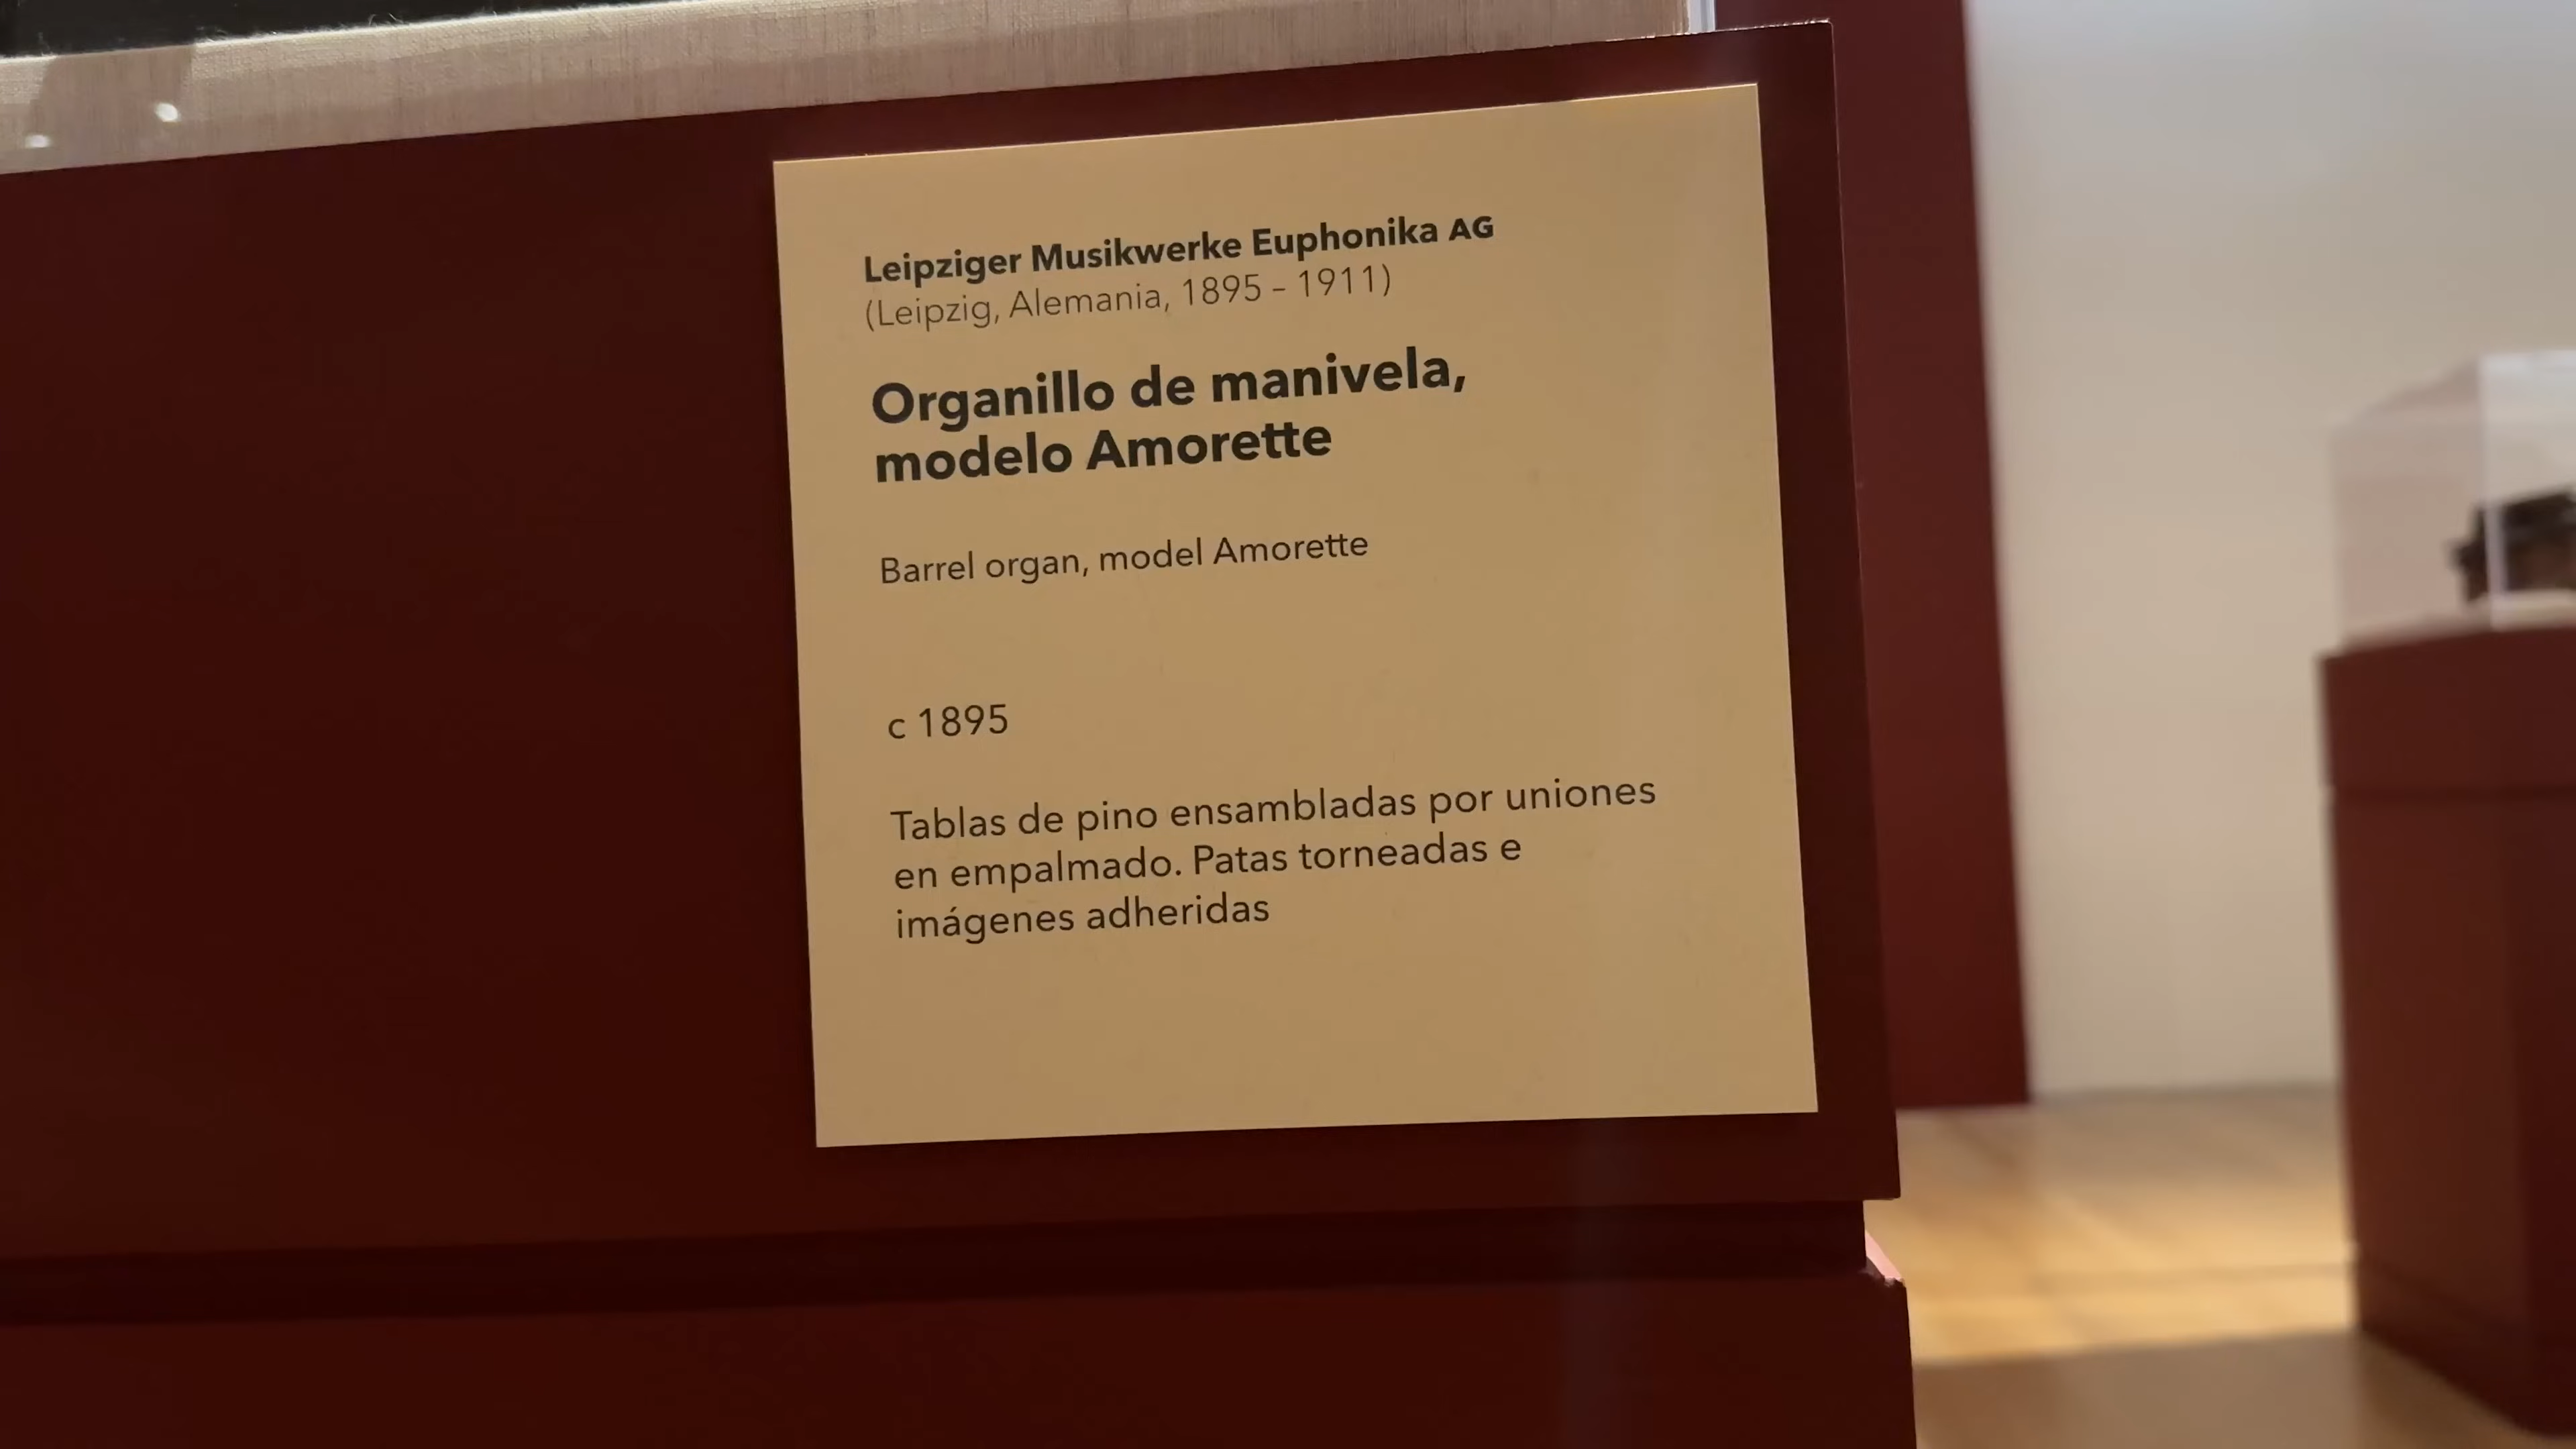 Leipziger Musikwerke Euphonika AG
(Leipzig, Alemania, 1895 – 1911)
Organillo de manivela,
modelo Amorette
Barrel organ, model Amorette
c 1895
Tablas de pino ensambladas por uniones
en empalmado. Patas torneadas e
imágenes adheridas